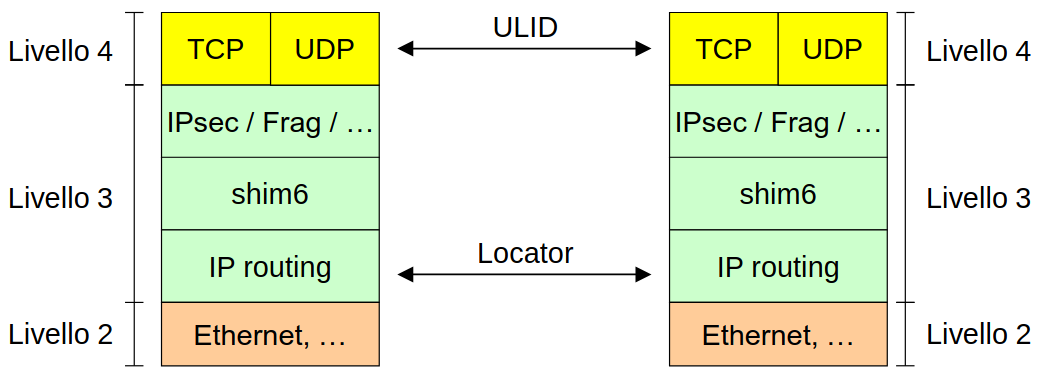 ULID
Livello 4
TCP
UDP
TCP
UDP
Livello 4
IPsec / Frag / …
IPsec / Frag / …
Livello 3
shim6
shim6
Livello 3
Locator
IP routing
IP routing
Livello 2
Ethernet, …
Ethernet, …
Livello 2